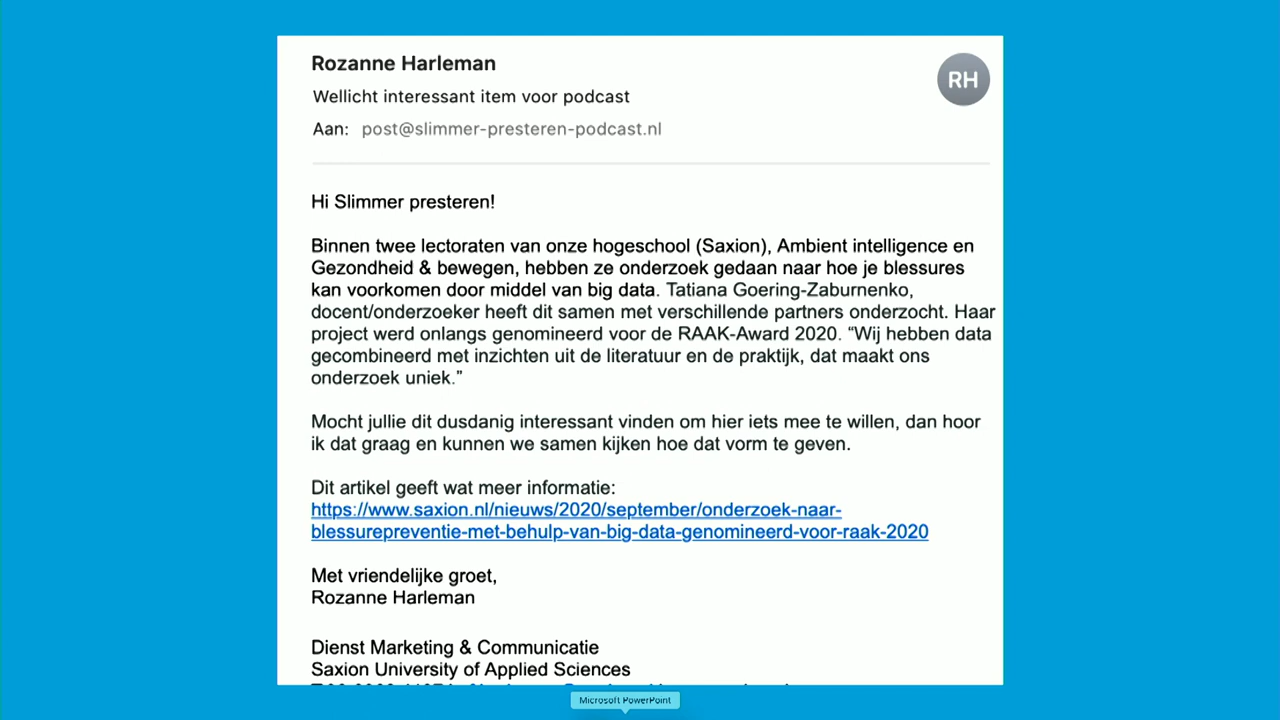 Rozanne Harleman
RH
Wellicht interessant item voor podcast
Aan: post@slimmer-presteren-podcast.nl
Hi Slimmer presteren!
Binnen twee lectoraten van onze hogeschool (Saxion), Ambient intelligence en
Gezondheid & bewegen, hebben ze onderzoek gedaan naar hoe je blessures
kan voorkomen door middel van big data. Tatiana Goering-Zaburnenko,
docent/onderzoeker heeft dit samen met verschillende partners onderzocht. Haar
project werd onlangs genomineerd voor de RAAK-Award 2020. “Wij hebben data
gecombineerd met inzichten uit de literatuur en de praktijk, dat maakt ons
onderzoek uniek.”
Mocht jullie dit dusdanig interessant vinden om hier iets mee te willen, dan hoor
ik dat graag en kunnen we samen kijken hoe dat vorm te geven.
Dit artikel geeft wat meer informatie:
https://www.saxion.nl/nieuws/2020/september/onderzoek-naar-
blessurepreventie-met-behulp-van-big-data-genomineerd-voor-raak-2020
Met vriendelijke groet,
Rozanne Harleman
Dienst Marketing & Communicatie
Saxion University of Applied Sciences
Microsoft PowerPoint